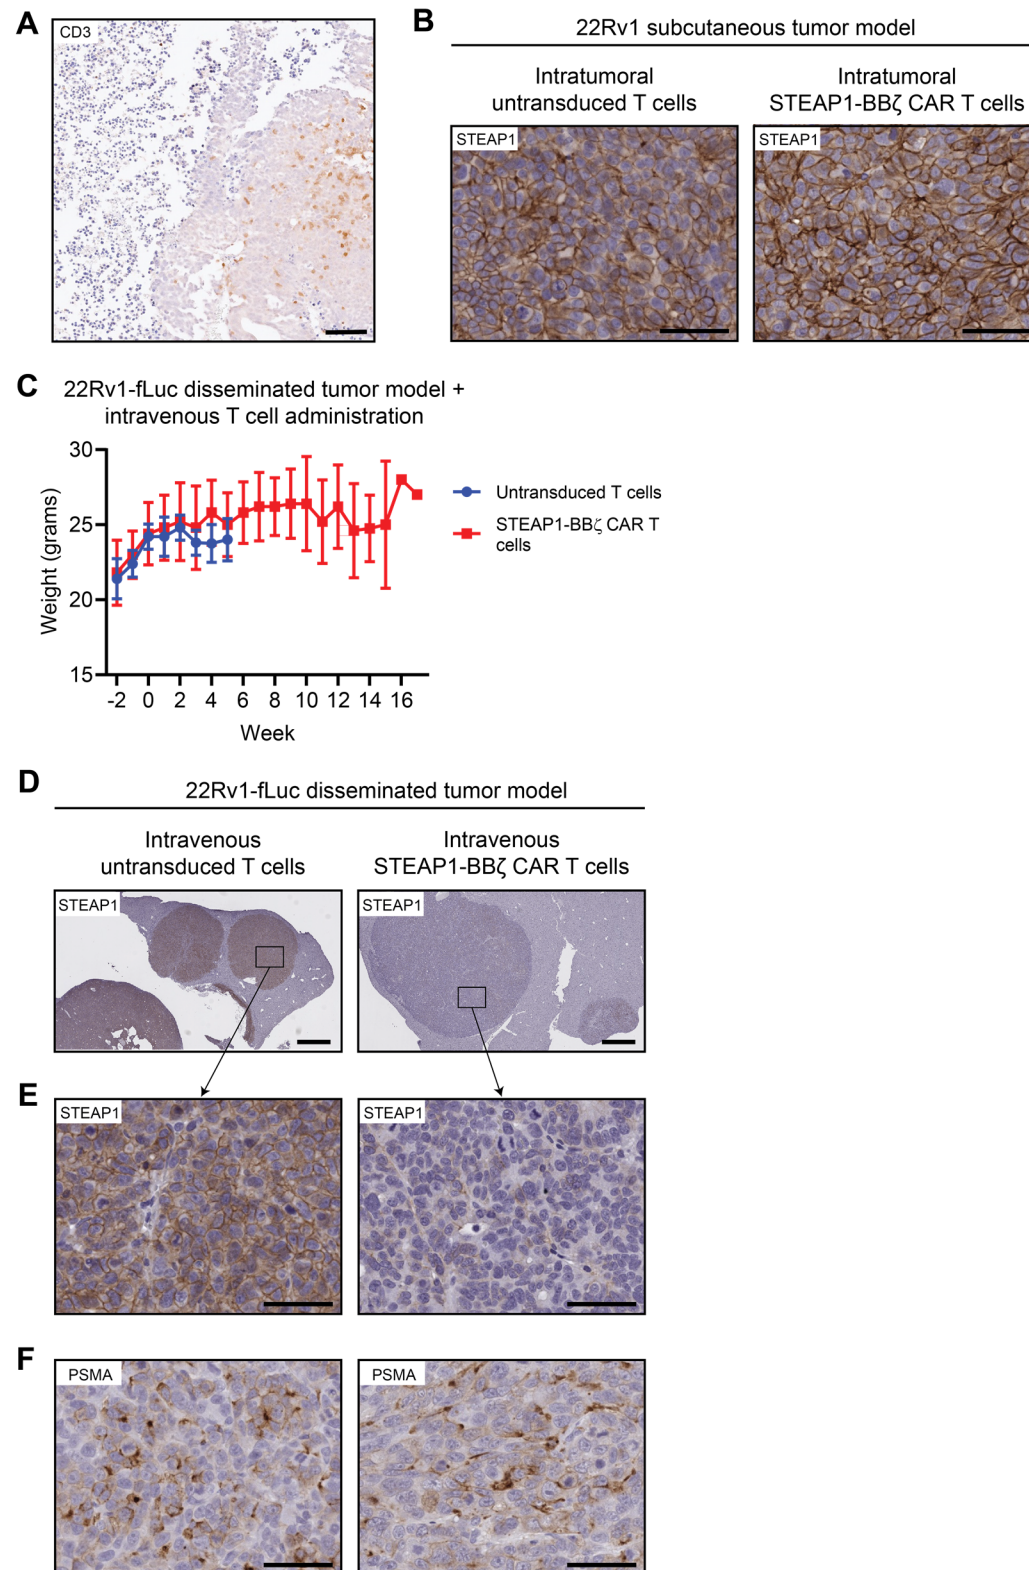 A
CD3
B
22Rv1 subcutaneous tumor model
Intratumoral
untransduced T cells
Intratumoral
STEAP1-BBζ CAR T cells
STEAP1
STEAP1
C
22Rv1-fLuc disseminated tumor model +
intravenous T cell administration
30
25
20
15
Weight (grams)
-2 0 2 4 6 8 10 12 14 16
Week
Untransduced T cells
STEAP1-BBζ CAR T
cells
D
22Rv1-fLuc disseminated tumor model
Intravenous
untransduced T cells
Intravenous
STEAP1-BBζ CAR T cells
STEAP1
STEAP1
E
STEAP1
STEAP1
F
PSMA
PSMA